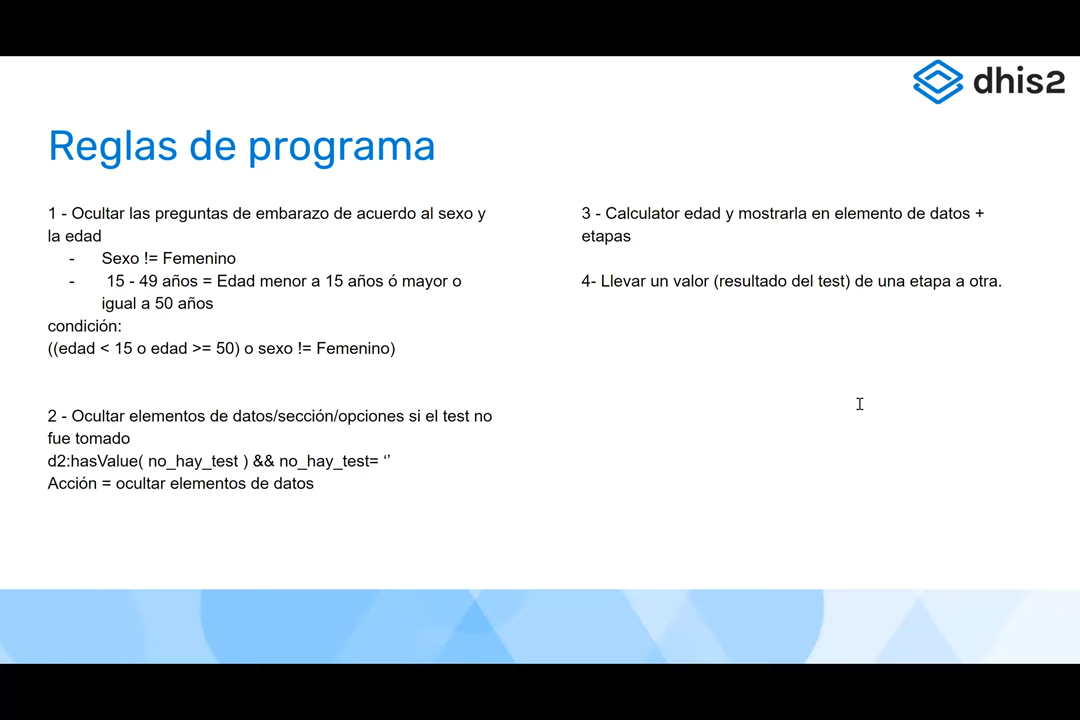 dhis2
Reglas de programa
1 - Ocultar las preguntas de embarazo de acuerdo al sexo y
la edad
- Sexo != Femenino
- 15 - 49 años = Edad menor a 15 años ó mayor o
igual a 50 años
condición:
((edad < 15 o edad >= 50) o sexo != Femenino)
2 - Ocultar elementos de datos/sección/opciones si el test no
fue tomado
d2:hasValue( no_hay_test ) && no_hay_test= ‘’
Acción = ocultar elementos de datos
3 - Calculator edad y mostrarla en elemento de datos +
etapas
4- Llevar un valor (resultado del test) de una etapa a otra.